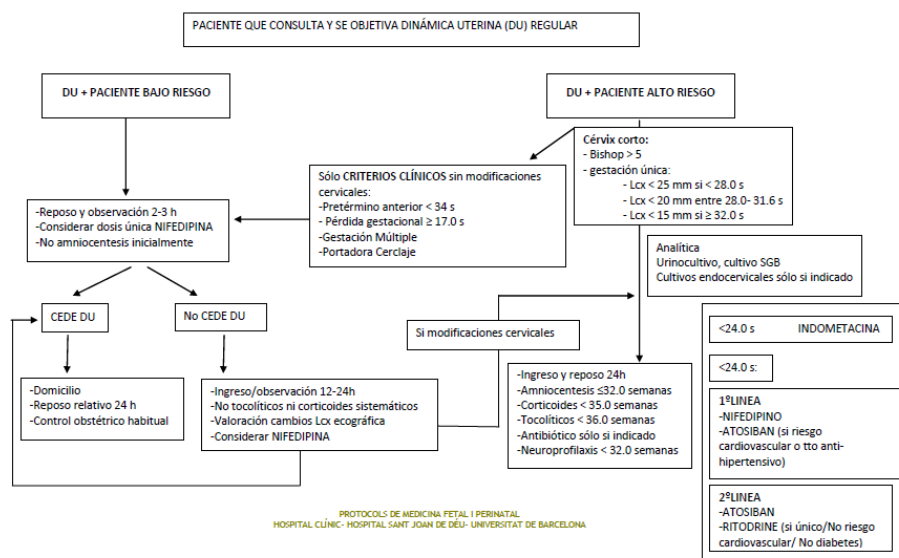 PACIENTE QUE CONSULTA Y SE OBJETIVA DINÁMICA UTERINA (DU) REGULAR
DU + PACIENTE BAJO RIESGO
DU + PACIENTE ALTO RIESGO
Sólo CRITERIOS CLÍNICOS sin modificaciones
cervicales:
-Pretérmino anterior < 34 s
- Pérdida gestacional ≥ 17.0 s
-Gestación Múltiple
-Portadora Cerclaje
Cérvix corto:
- Bishop > 5
- gestación única:
- Lcx < 25 mm si < 28.0 s
- Lcx < 20 mm entre 28.0- 31.6 s
- Lcx < 15 mm si ≥ 32.0 s
-Reposo y observación 2-3 h
-Considerar dosis única NIFEDIPINA
-No amniocentesis inicialmente
Analítica
Urinocultivo, cultivo SGB
Cultivos endocervicales sólo si indicado
CEDE DU
No CEDE DU
Si modificaciones cervicales
-Domicilio
-Reposo relativo 24 h
-Control obstétrico habitual
-Ingreso/observación 12-24h
-No tocolíticos ni corticoides sistemáticos
-Valoración cambios Lcx ecográfica
-Considerar NIFEDIPINA
-Ingreso y reposo 24h
-Amniocentesis ≤32.0 semanas
-Corticoides < 35.0 semanas
-Tocolíticos < 36.0 semanas
-Antibiótico sólo si indicado
-Neuroprofilaxis < 32.0 semanas
<24.0 s INDOMETACINA
<24.0 s:
1ºLINEA
-NIFEDIPINO
-ATOSIBAN (si riesgo
cardiovascular o tto anti-
hipertensivo)
2ºLINEA
-ATOSIBAN
-RITODRINE (si único/No riesgo
cardiovascular/ No diabetes)
PROTOCOLS DE MEDICINA FETAL I PERINATAL
HOSPITAL CLÍNIC- HOSPITAL SANT JOAN DE DÉU- UNIVERSITAT DE BARCELONA